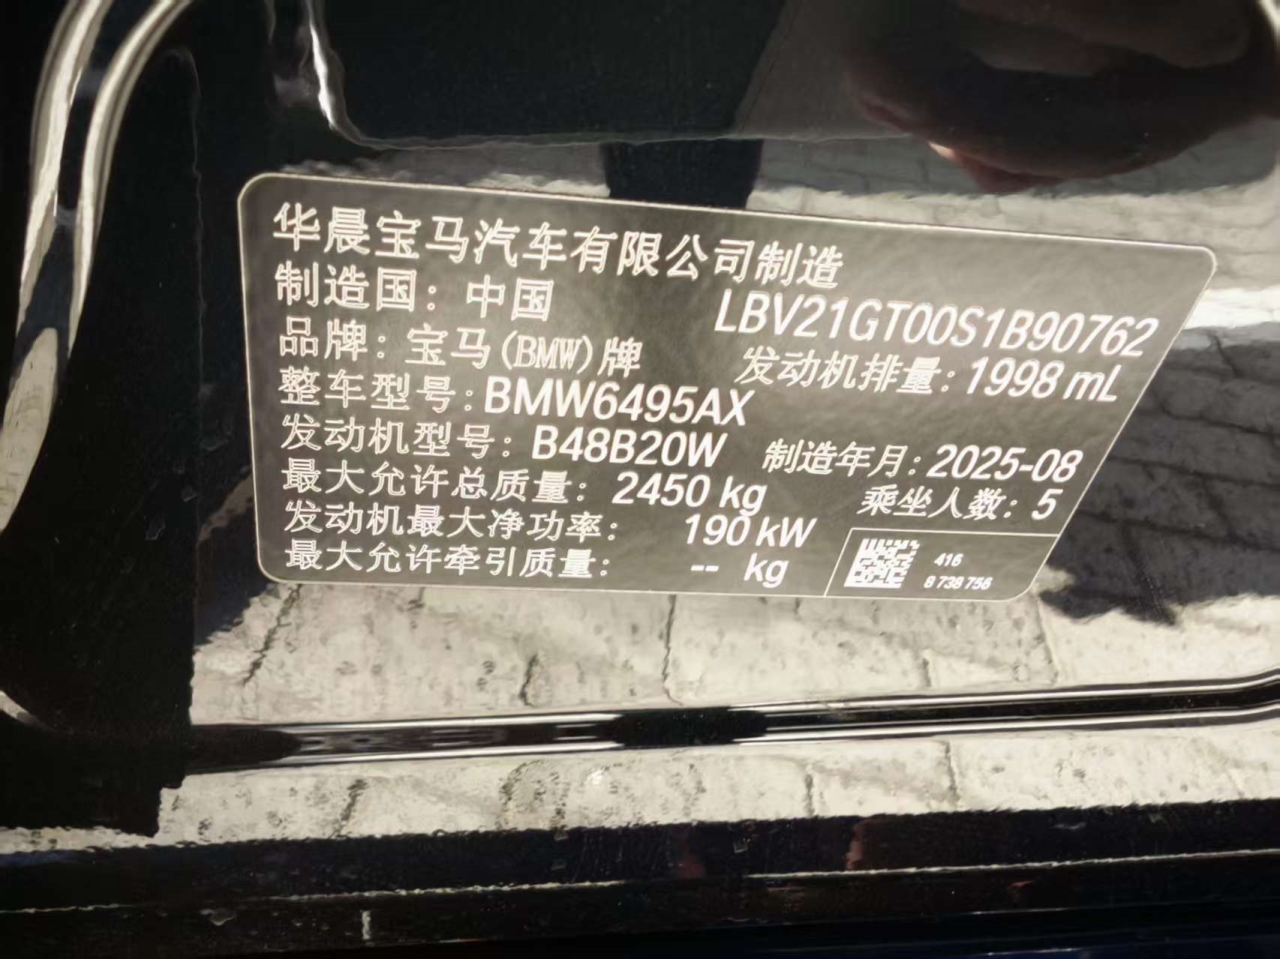 华晨宝马汽车有限公司制造
制造国: 中国
LBV21GT00S1B90762
品牌: 宝马(BMW)牌
发动机排量: 1998 mL
整车型号: BMW6495AX
发动机型号: B48B20W
制造年月: 2025-08
最大允许总质量: 2450 kg
乘坐人数: 5
发动机最大净功率: 190 kW
最大允许牵引质量: -- kg
416
8 738 756